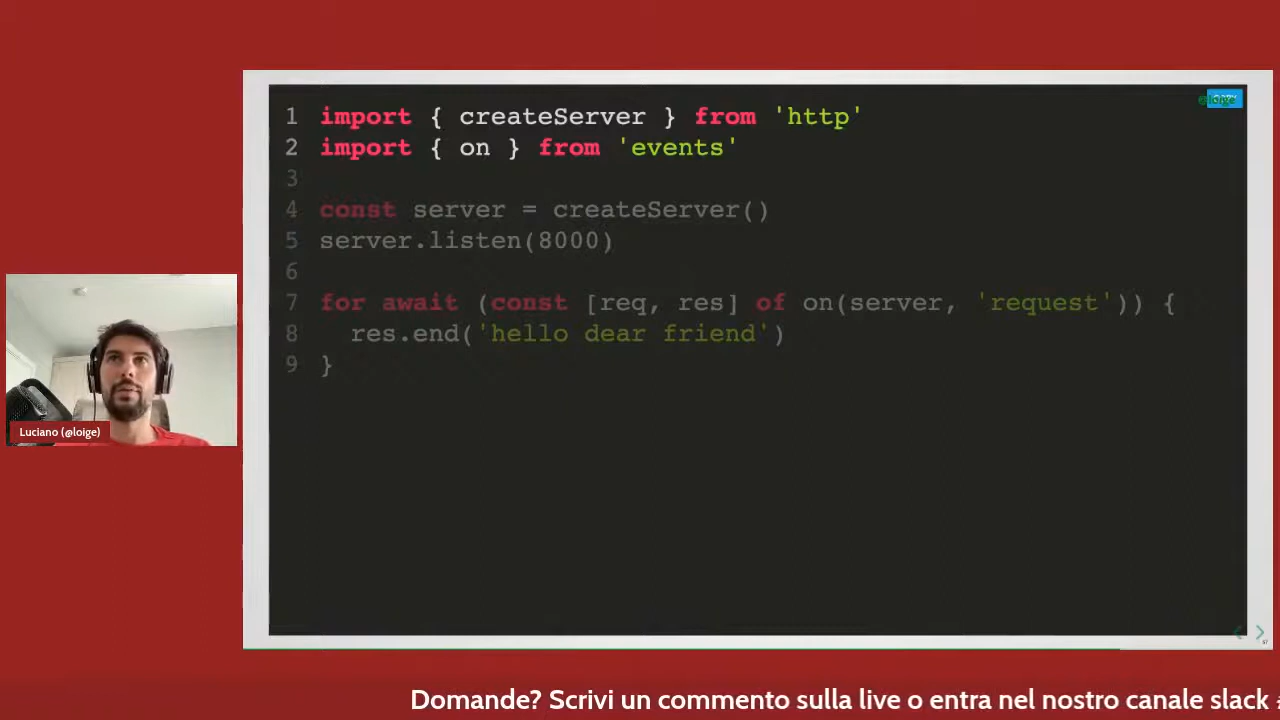 @loige
1 import { createServer } from 'http'
2 import { on } from 'events'
3
4 const server = createServer()
5 server.listen(8000)
6
7 for await (const [req, res] of on(server, 'request')) {
8 res.end('hello dear friend')
9 }
Luciano (@loige)
Domande? Scrivi un commento sulla live o entra nel nostro canale slack